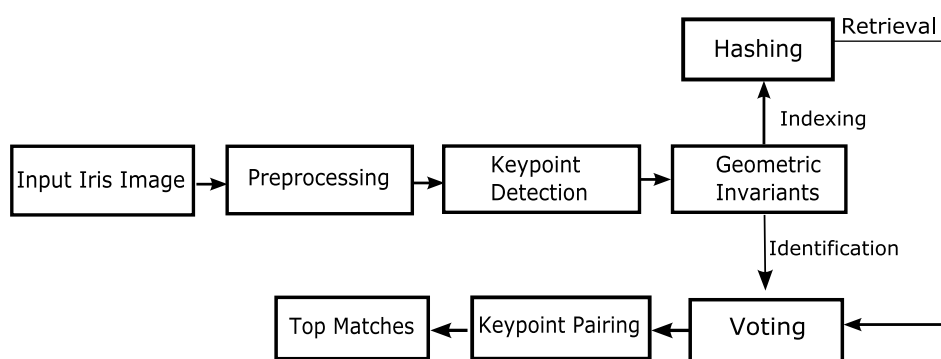 Retrieval
Hashing
Indexing
Input Iris Image
Preprocessing
Keypoint
Detection
Geometric
Invariants
Identification
Top Matches
Keypoint Pairing
Voting